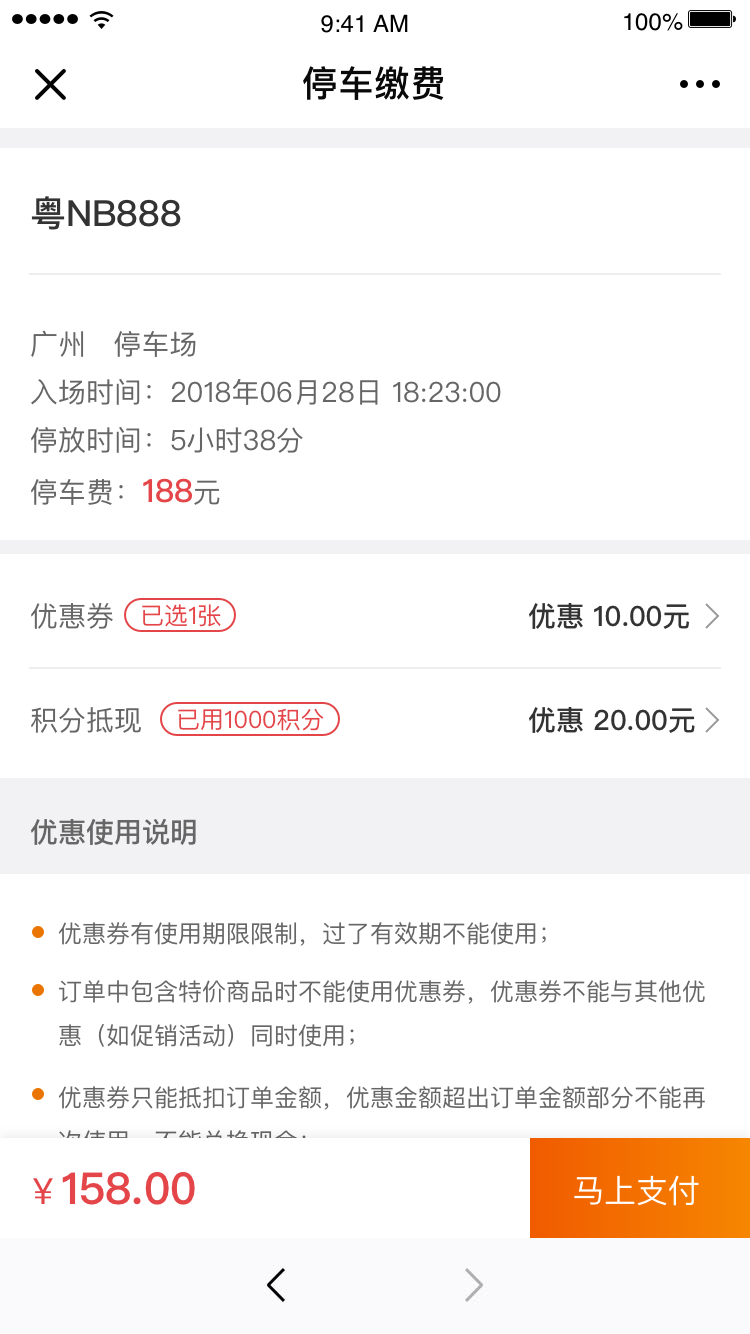 9:41 AM
100%
停车缴费
粤NB888
广州 停车场
入场时间：2018年06月28日 18:23:00
停放时间：5小时38分
停车费：188元
优惠券 已选1张 优惠 10.00元
积分抵现 已用1000积分 优惠 20.00元
优惠使用说明
优惠券有使用期限限制，过了有效期不能使用；
订单中包含特价商品时不能使用优惠券，优惠券不能与其他优
惠（如促销活动）同时使用；
优惠券只能抵扣订单金额，优惠金额超出订单金额部分不能再
¥158.00
马上支付